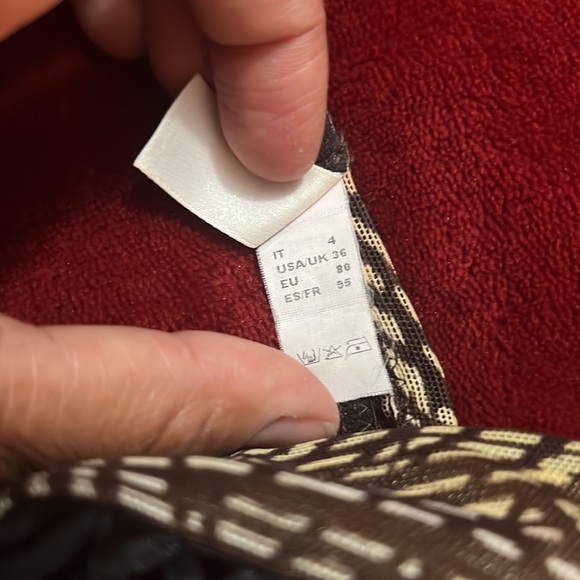 IT 4
USA/UK 36
EU 80
ES/FR 95